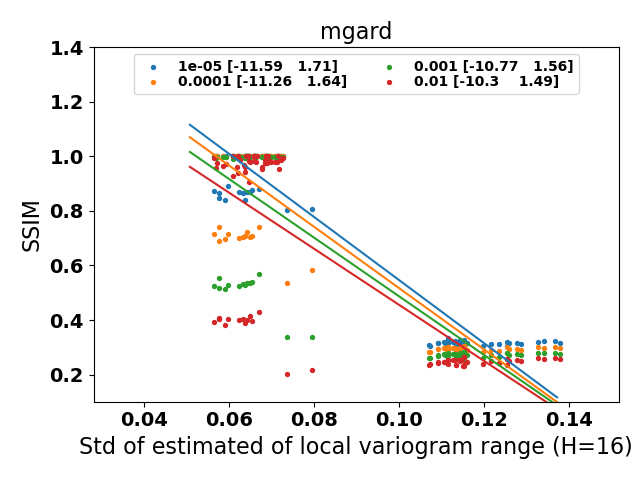 mgard
1e-05 [-11.59 1.71]
0.0001 [-11.26 1.64]
0.001 [-10.77 1.56]
0.01 [-10.3 1.49]
SSIM
1.4
1.2
1.0
0.8
0.6
0.4
0.2
0.04 0.06 0.08 0.10 0.12 0.14
Std of estimated of local variogram range (H=16)